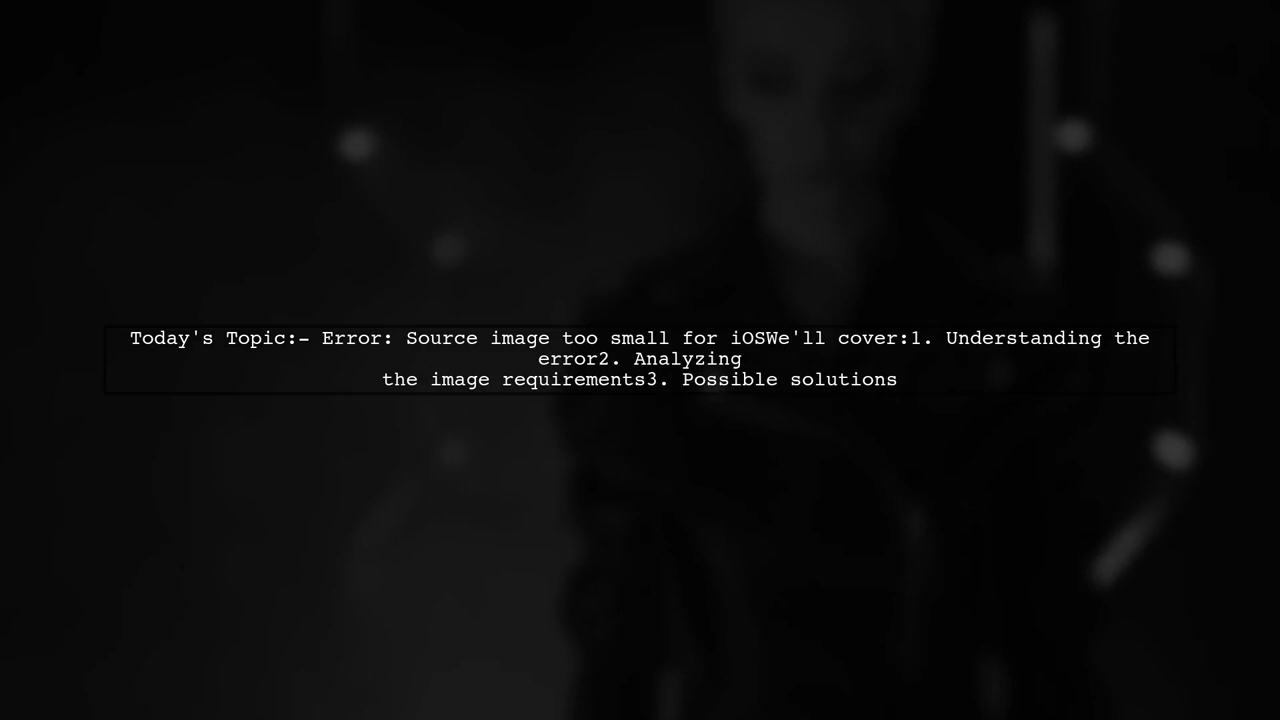 Today's Topic:- Error: Source image too small for iOSWe'll cover:1. Understanding the
error2. Analyzing
the image requirements3. Possible solutions